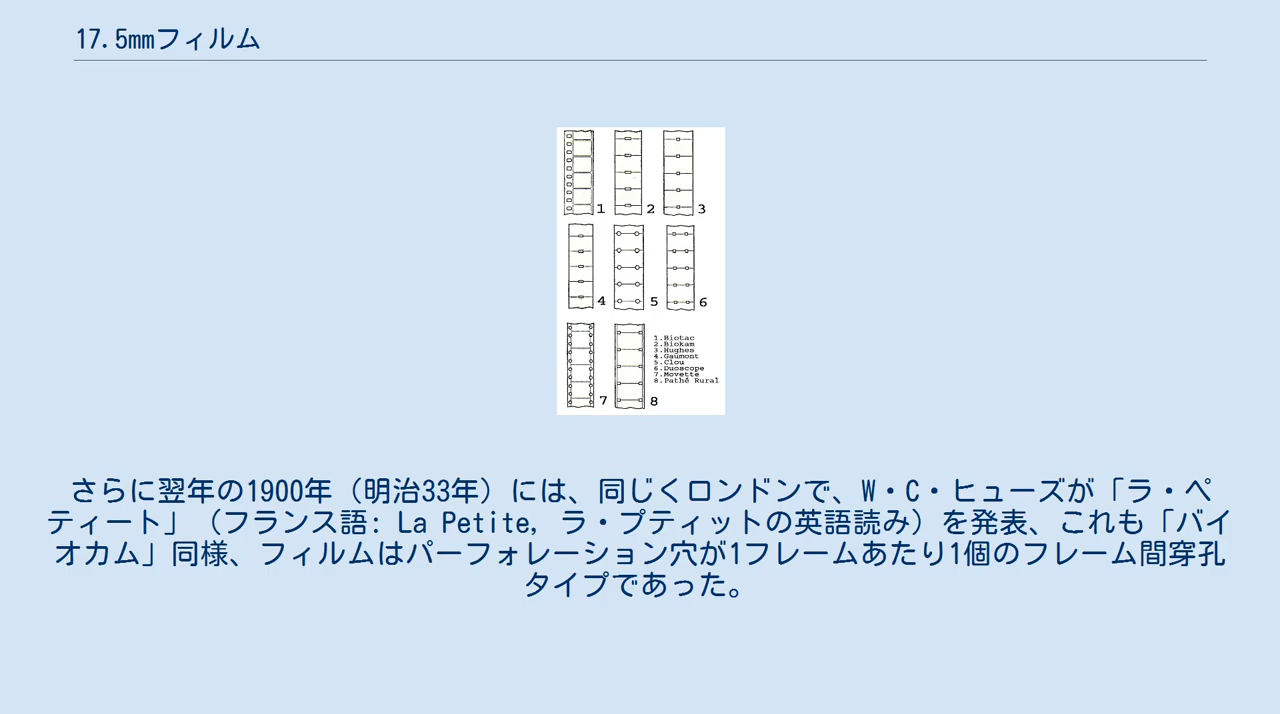 17.5mmフィルム
1
2
3
4
5
6
7
8
1.Biotac
2.Biokam
3.Hughes
4.Gaumont
5.Clou
6.Duoscope
7.Movette
8.Pathé Rural
さらに翌年の1900年（明治33年）には、同じくロンドンで、W・C・ヒューズが「ラ・ペ
ティート」（フランス語: La Petite, ラ・プティットの英語読み）を発表、これも「バイ
オカム」同様、フィルムはパーフォレーション穴が1フレームあたり1個のフレーム間穿孔
タイプであった。